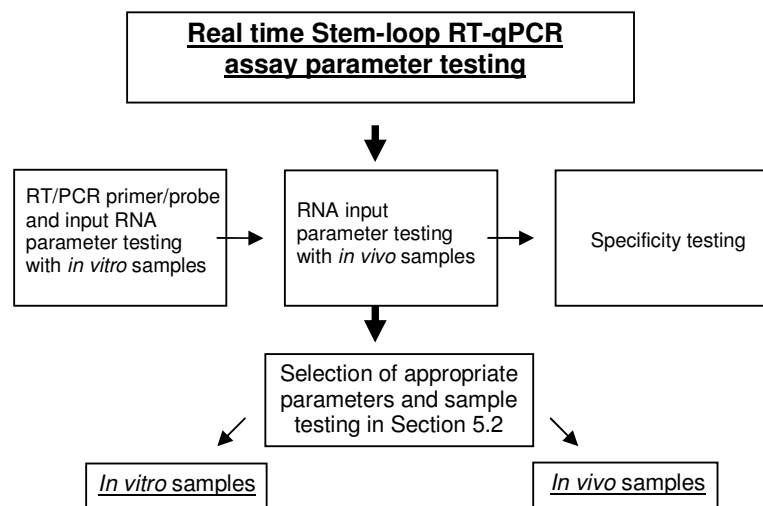 Real time Stem-loop RT-qPCR
assay parameter testing
RT/PCR primer/probe
and input RNA
parameter testing
with in vitro samples
RNA input
parameter testing
with in vivo samples
Specificity testing
Selection of appropriate
parameters and sample
testing in Section 5.2
In vitro samples
In vivo samples